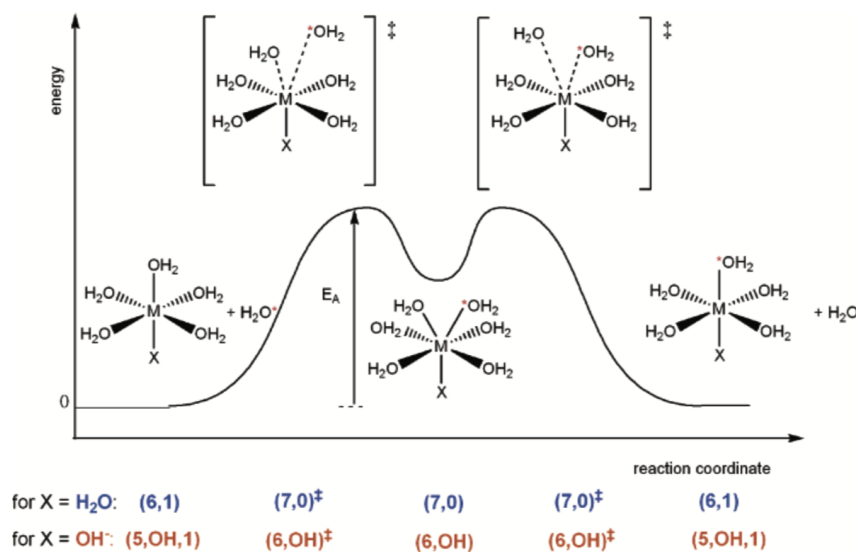 ‡
‡
*OH₂
H₂O
H₂O
OH₂
M
H₂O
OH₂
X
H₂O
*OH₂
H₂O
OH₂
M
H₂O
OH₂
X
energy
OH₂
H₂O
OH₂
M
H₂O
OH₂
X
+ H₂O*
E_A
H₂O
*OH₂
OH₂
OH₂
M
H₂O
OH₂
X
*OH₂
H₂O
OH₂
M
H₂O
OH₂
X
+ H₂O
0
reaction coordinate
for X = H₂O: (6,1) (7,0)‡ (7,0) (7,0)‡ (6,1)
for X = OH⁻: (5,OH,1) (6,OH)‡ (6,OH) (6,OH)‡ (5,OH,1)